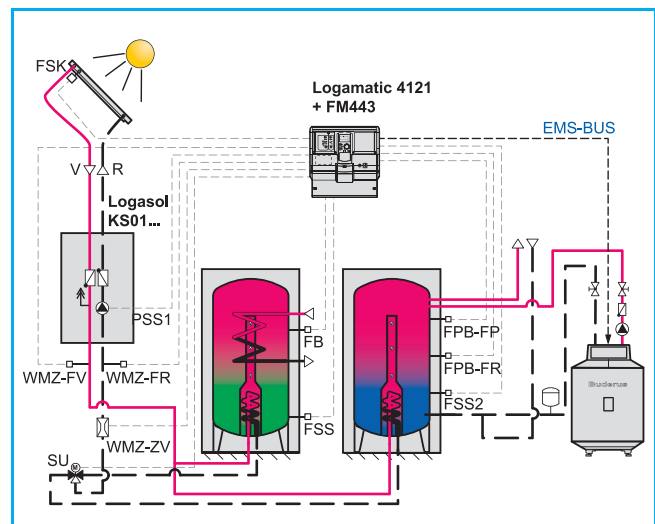 FSK
Logamatic 4121
+ FM443
EMS-BUS
V
R
Logasol
KS01...
PSS1
FB
FPB-FP
FPB-FR
WMZ-FV
WMZ-FR
FSS
FSS2
Buderus
WMZ-ZV
SU
M